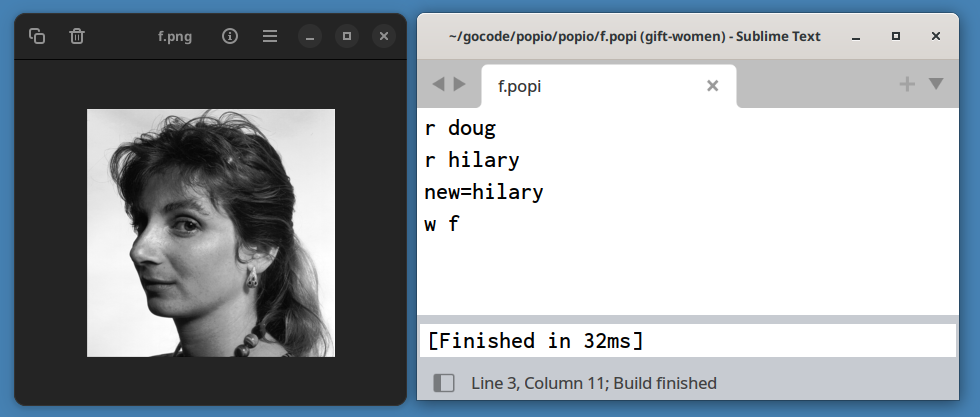 f.png
~/gocode/popio/popio/f.popi (gift-women) - Sublime Text
f.popi
r doug
r hilary
new=hilary
w f
[Finished in 32ms]
Line 3, Column 11; Build finished